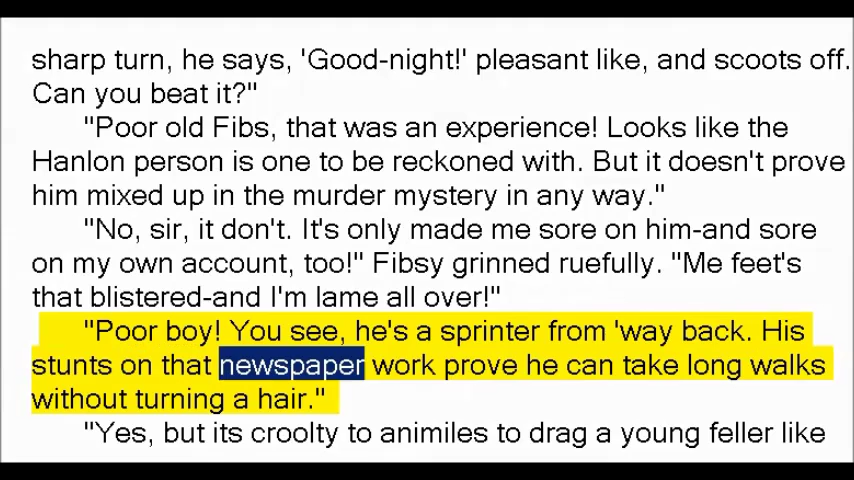 sharp turn, he says, 'Good-night!' pleasant like, and scoots off.
Can you beat it?"
"Poor old Fibs, that was an experience! Looks like the
Hanlon person is one to be reckoned with. But it doesn't prove
him mixed up in the murder mystery in any way."
"No, sir, it don't. It's only made me sore on him-and sore
on my own account, too!" Fibsy grinned ruefully. "Me feet's
that blistered-and I'm lame all over!"
"Poor boy! You see, he's a sprinter from 'way back. His
stunts on that newspaper work prove he can take long walks
without turning a hair."
"Yes, but its croolty to animiles to drag a young feller like